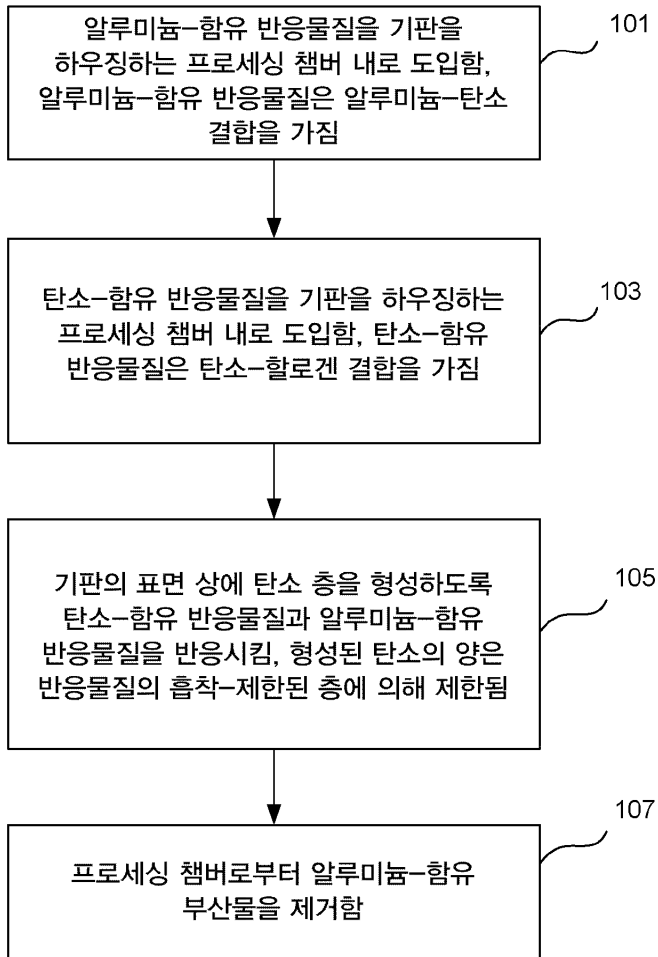 알루미늄-함유 반응물질을 기판을
하우징하는 프로세싱 챔버 내로 도입함,
알루미늄-함유 반응물질은 알루미늄-탄소
결합을 가짐
101
탄소-함유 반응물질을 기판을 하우징하는
프로세싱 챔버 내로 도입함, 탄소-함유
반응물질은 탄소-할로겐 결합을 가짐
103
기판의 표면 상에 탄소 층을 형성하도록
탄소-함유 반응물질과 알루미늄-함유
반응물질을 반응시킴, 형성된 탄소의 양은
반응물질의 흡착-제한된 층에 의해 제한됨
105
프로세싱 챔버로부터 알루미늄-함유
부산물을 제거함
107